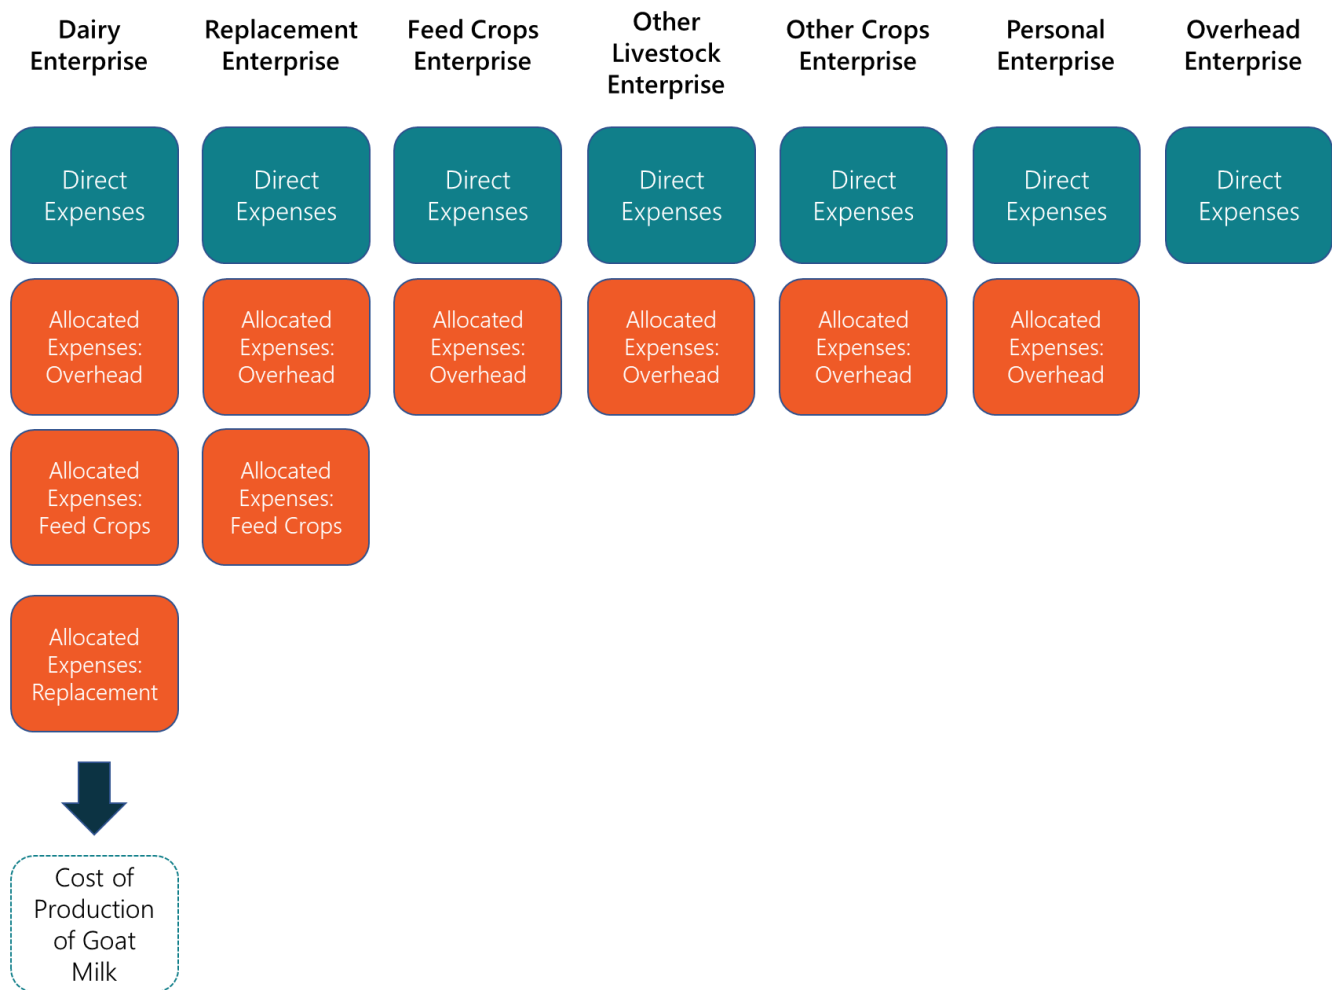 Dairy
Enterprise
Replacement
Enterprise
Feed Crops
Enterprise
Other
Livestock
Enterprise
Other Crops
Enterprise
Personal
Enterprise
Overhead
Enterprise
Direct
Expenses
Direct
Expenses
Direct
Expenses
Direct
Expenses
Direct
Expenses
Direct
Expenses
Direct
Expenses
Allocated
Expenses:
Overhead
Allocated
Expenses:
Overhead
Allocated
Expenses:
Overhead
Allocated
Expenses:
Overhead
Allocated
Expenses:
Overhead
Allocated
Expenses:
Overhead
Allocated
Expenses:
Feed Crops
Allocated
Expenses:
Feed Crops
Allocated
Expenses:
Replacement
Cost of
Production
of Goat
Milk